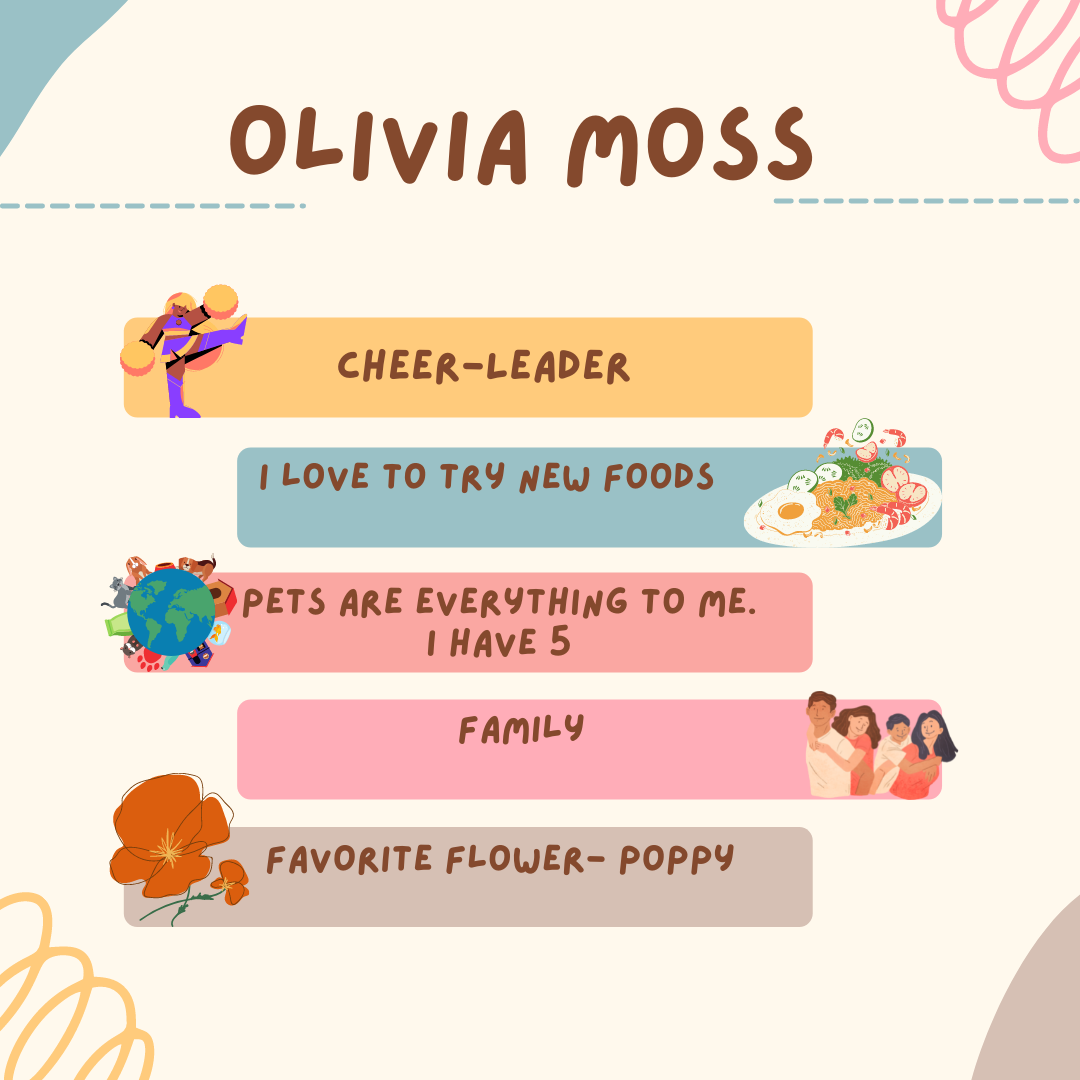 OLIVIA MOSS
CHEER-LEADER
I LOVE TO TRY NEW FOODS
PETS ARE EVERYTHING TO ME.
I HAVE 5
FAMILY
FAVORITE FLOWER- POPPY